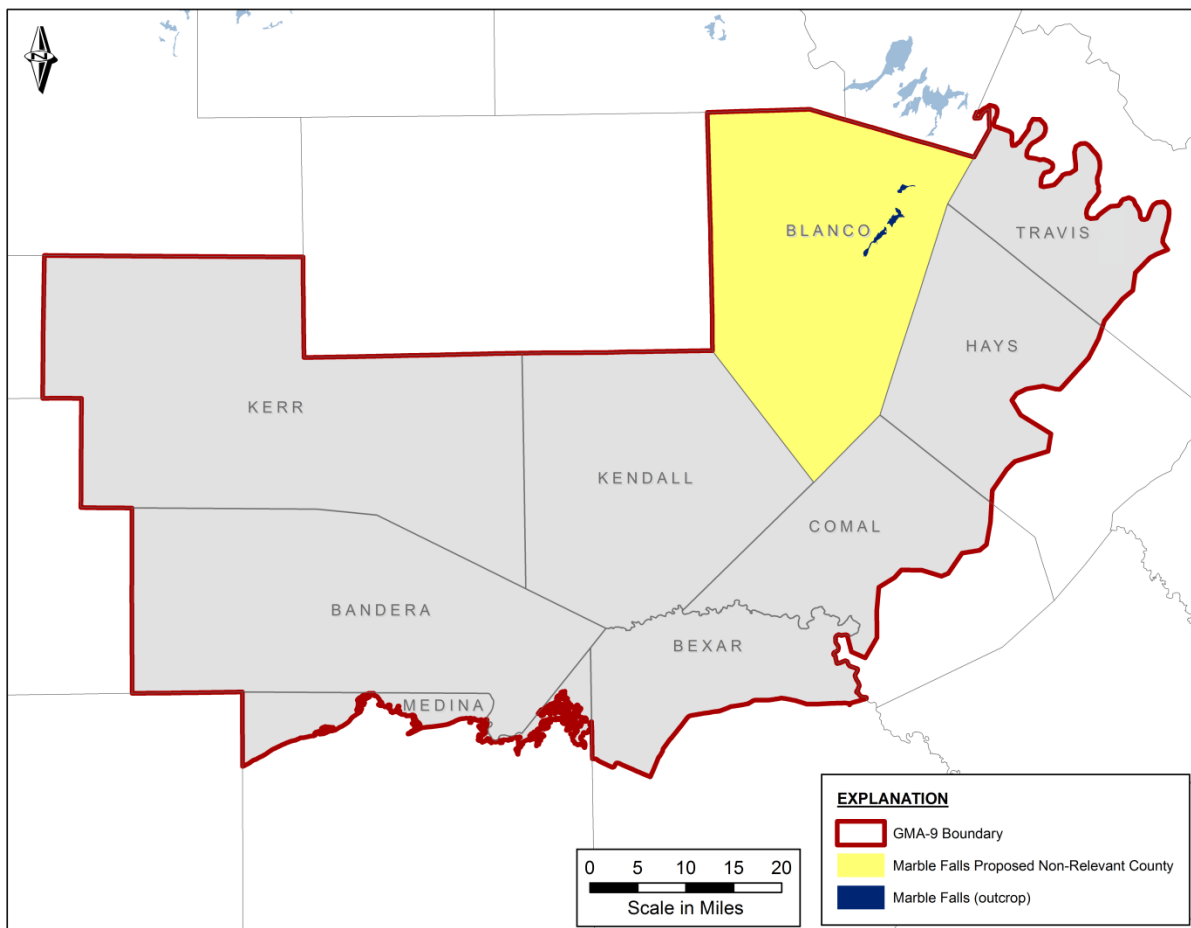 N
BLANCO
TRAVIS
HAYS
KERR
KENDALL
COMAL
BANDERA
BEXAR
MEDINA
EXPLANATION
GMA-9 Boundary
Marble Falls Proposed Non-Relevant County
Marble Falls (outcrop)
0 5 10 15 20
Scale in Miles